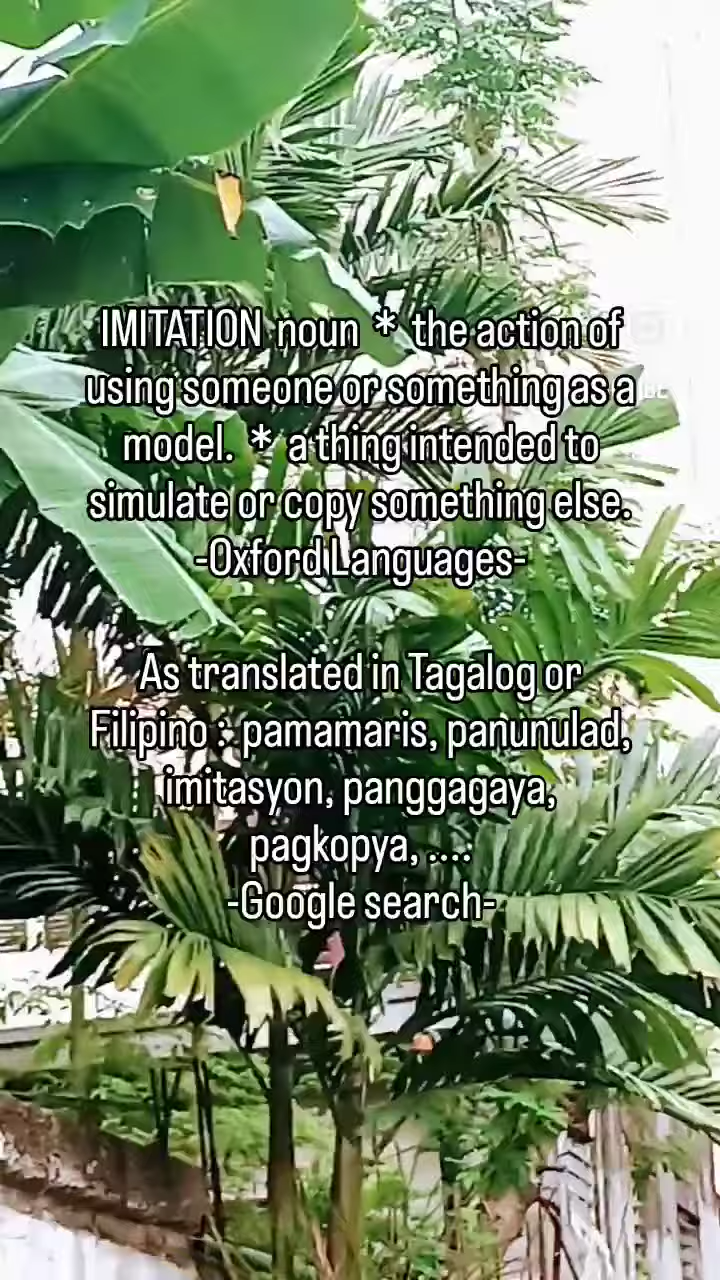 IMITATION noun * the action of
using someone or something as a
model. * a thing intended to
simulate or copy something else.
-Oxford Languages-
As translated in Tagalog or
Filipino : pamamaris, panunulad,
imitasyon, panggagaya,
pagkopya, ....
-Google search-